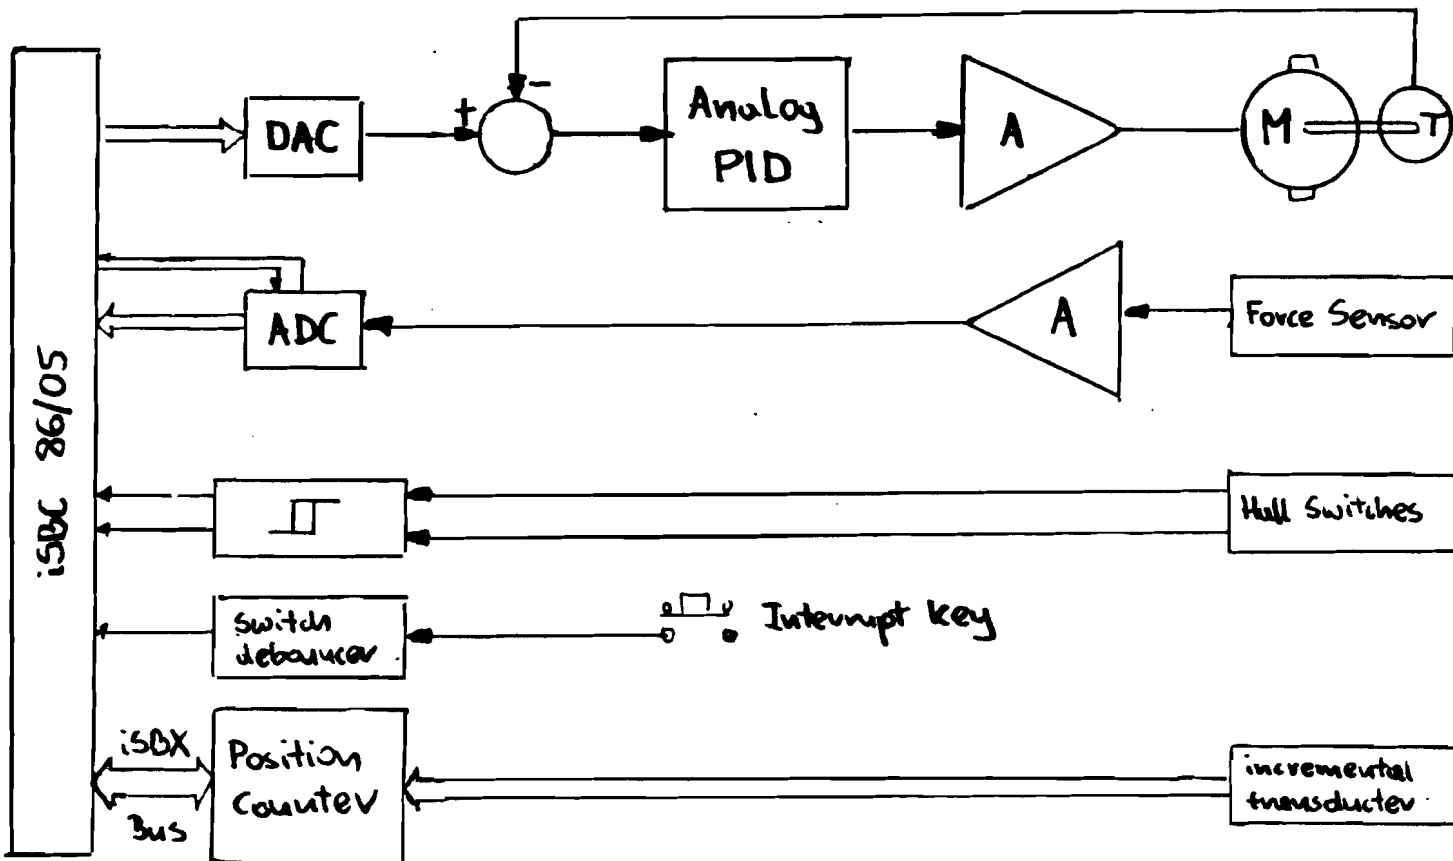 iSBC 86/05
DAC
+
-
Analog
PID
A
M
T
ADC
A
Force Sensor
Hall Switches
Switch
debouncer
Interrupt key
iSBX
Bus
Position
Counter
incremental
transducter